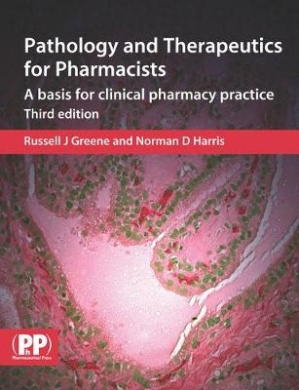 Pathology and Therapeutics
for Pharmacists
A basis for clinical pharmacy practice
Third edition
Russell J Greene and Norman D Harris
PhP
Pharmaceutical Press